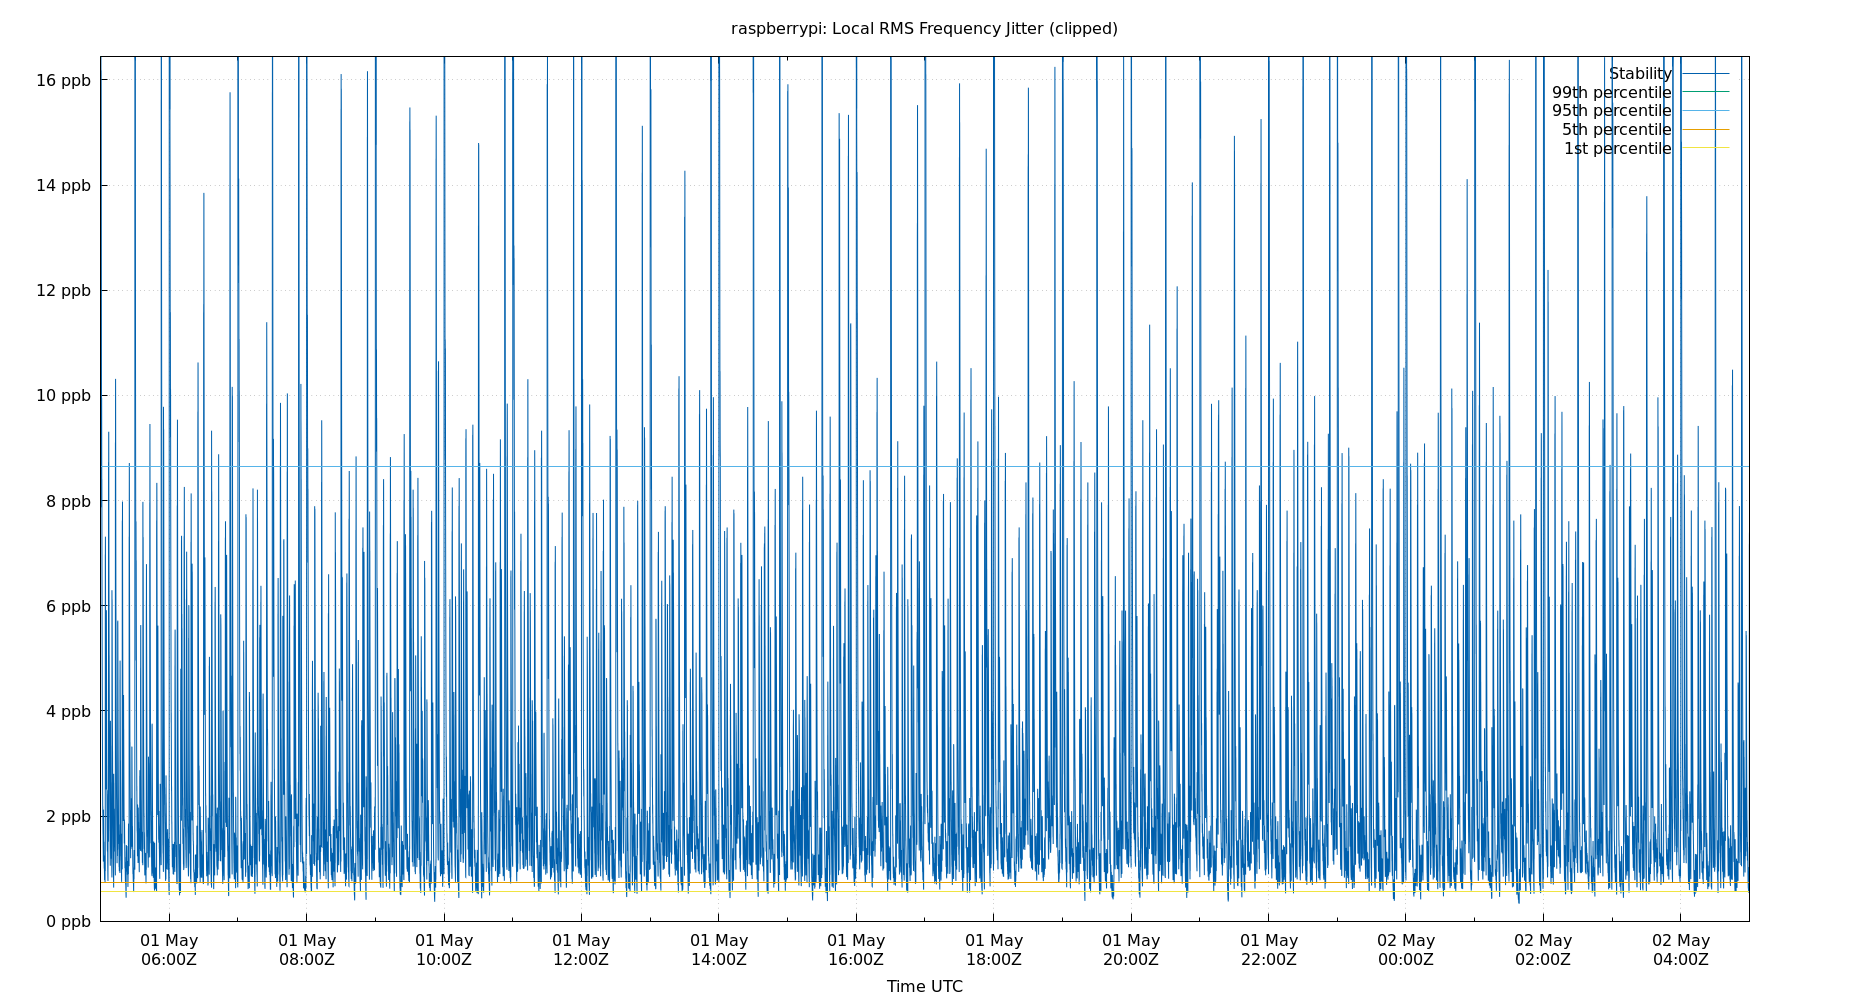 raspberrypi: Local RMS Frequency Jitter (clipped)
16 ppb
14 ppb
12 ppb
10 ppb
8 ppb
6 ppb
4 ppb
2 ppb
0 ppb
Stability
99th percentile
95th percentile
5th percentile
1st percentile
01 May 01 May 01 May 01 May 01 May 01 May 01 May 01 May 01 May 02 May 02 May 02 May
06:00Z 08:00Z 10:00Z 12:00Z 14:00Z 16:00Z 18:00Z 20:00Z 22:00Z 00:00Z 02:00Z 04:00Z
Time UTC